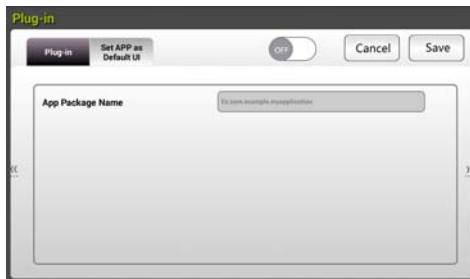 Plug-in
Plug-in
Set APP as
Default UI
OFF
Cancel
Save
App Package Name
Ex:com.example.myapplication
«
»